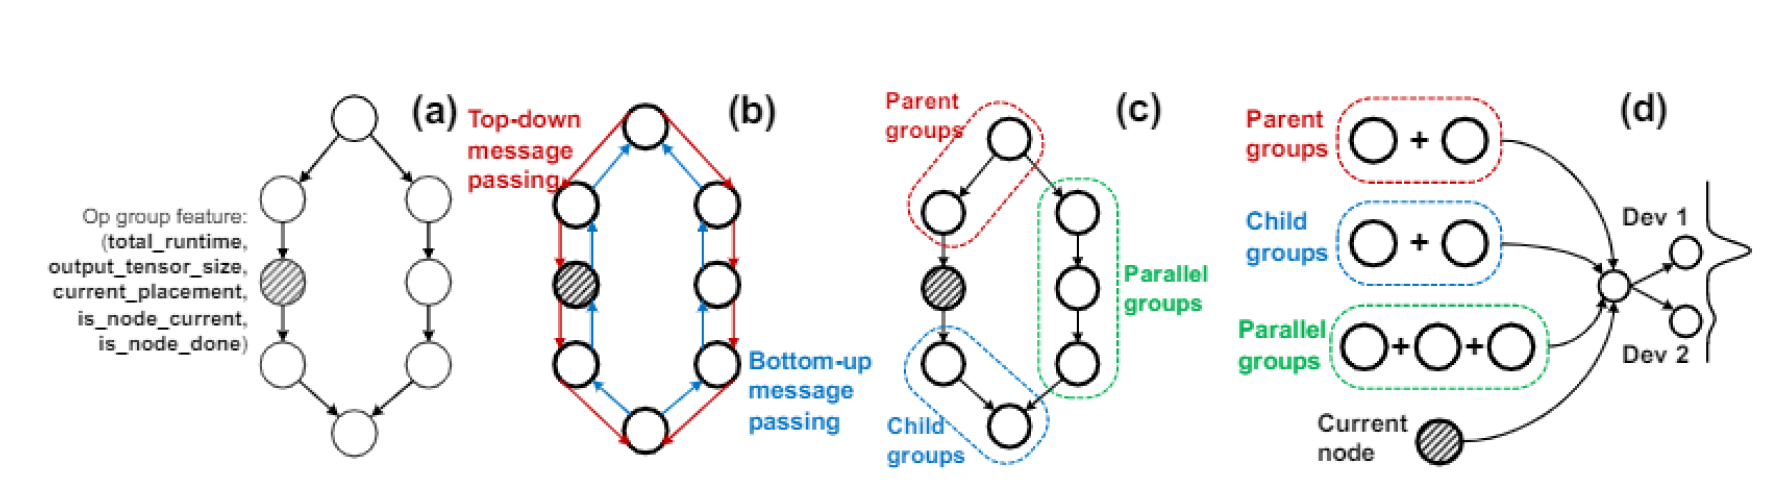 (a)
Op group feature:
(total_runtime,
output_tensor_size,
current_placement,
is_node_current,
is_node_done)
(b)
Top-down
message
passing
Bottom-up
message
passing
(c)
Parent
groups
Parallel
groups
Child
groups
(d)
Parent
groups
+
Child
groups
+
Parallel
groups
+ +
Current
node
Dev 1
Dev 2